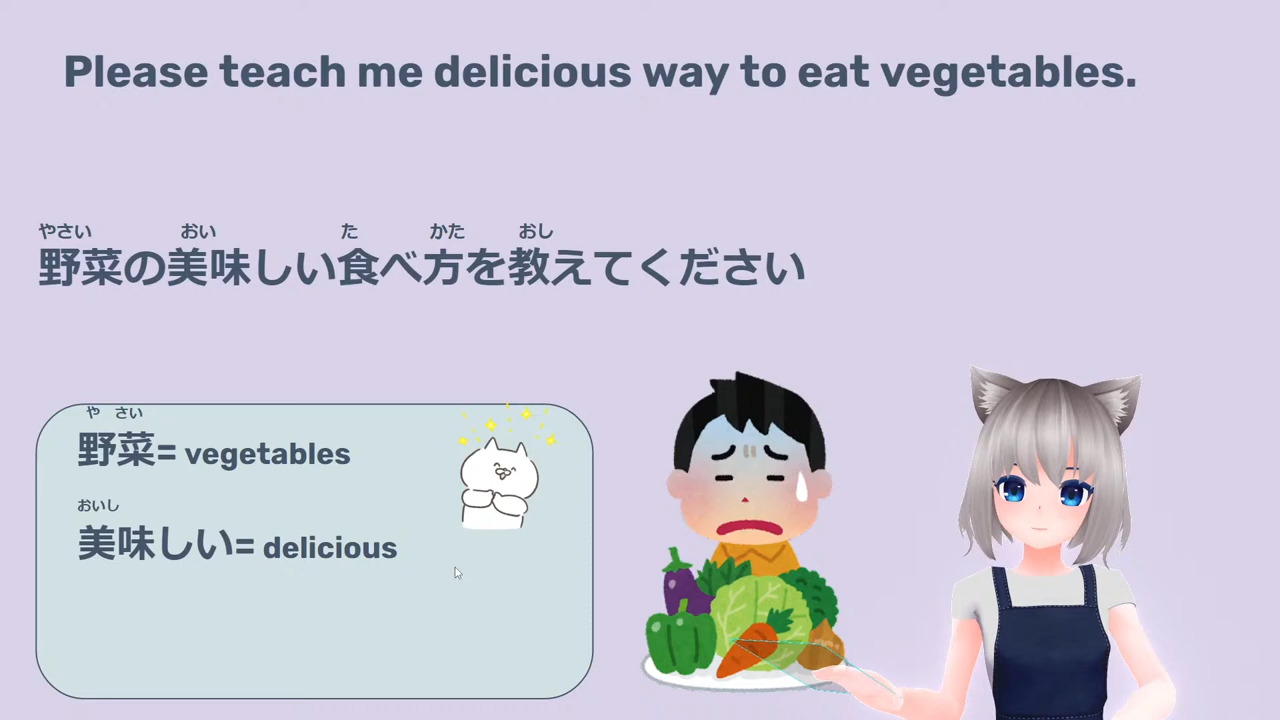 Please teach me delicious way to eat vegetables.
やさい おい た かた おし
野菜の美味しい食べ方を教えてください
や さい
野菜= vegetables
おいし
美味しい= delicious